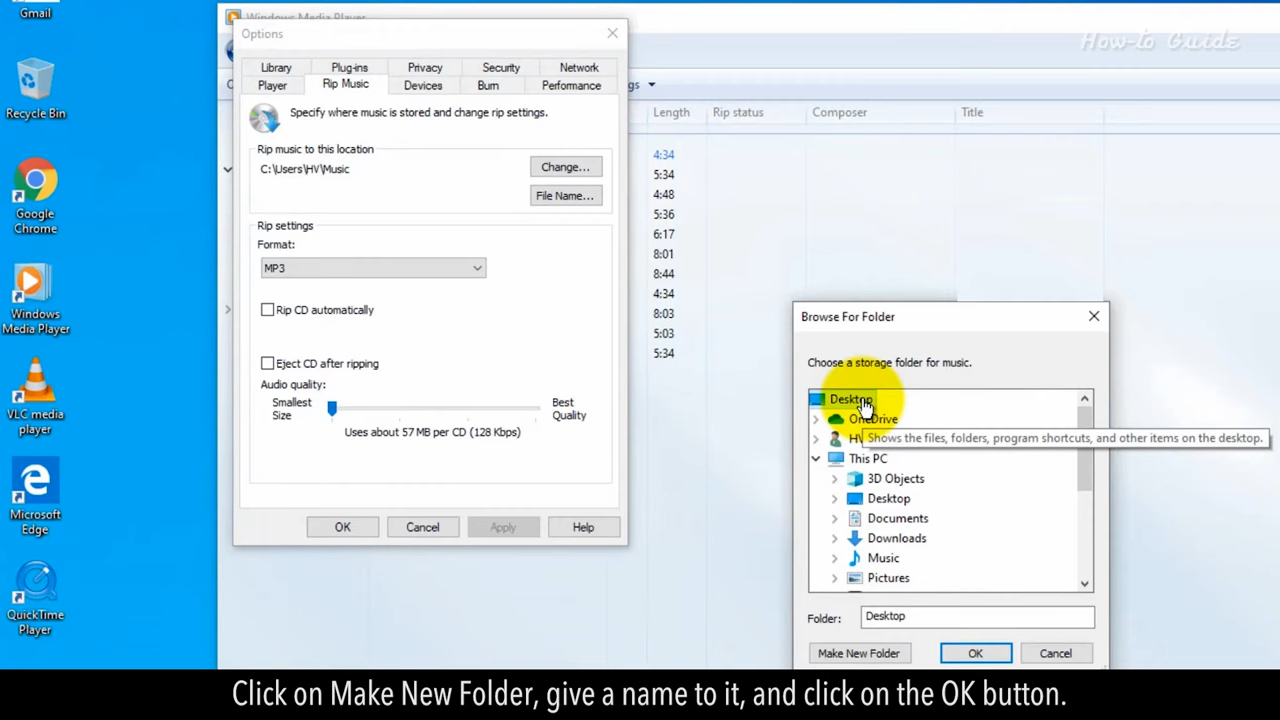 Gmail
Recycle Bin
Google
Chrome
Windows
Media Player
VLC media
player
Microsoft
Edge
QuickTime
Player
Windows Media Player
How-to Guide
Options
Library Plug-ins Privacy Security Network
Player Rip Music Devices Burn Performance
Specify where music is stored and change rip settings.
Rip music to this location
C:\Users\HV\Music
Change...
File Name...
Rip settings
Format:
MP3
Rip CD automatically
Eject CD after ripping
Audio quality:
Smallest
Size
Best
Quality
Uses about 57 MB per CD (128 Kbps)
OK Cancel Apply Help
Length Rip status Composer Title
4:34
5:34
4:48
5:36
6:17
8:01
8:44
4:34
8:03
5:03
5:34
Browse For Folder
Choose a storage folder for music.
Desktop
OneDrive
HV
Shows the files, folders, program shortcuts, and other items on the desktop.
This PC
3D Objects
Desktop
Documents
Downloads
Music
Pictures
Folder: Desktop
Make New Folder OK Cancel
Click on Make New Folder, give a name to it, and click on the OK button.